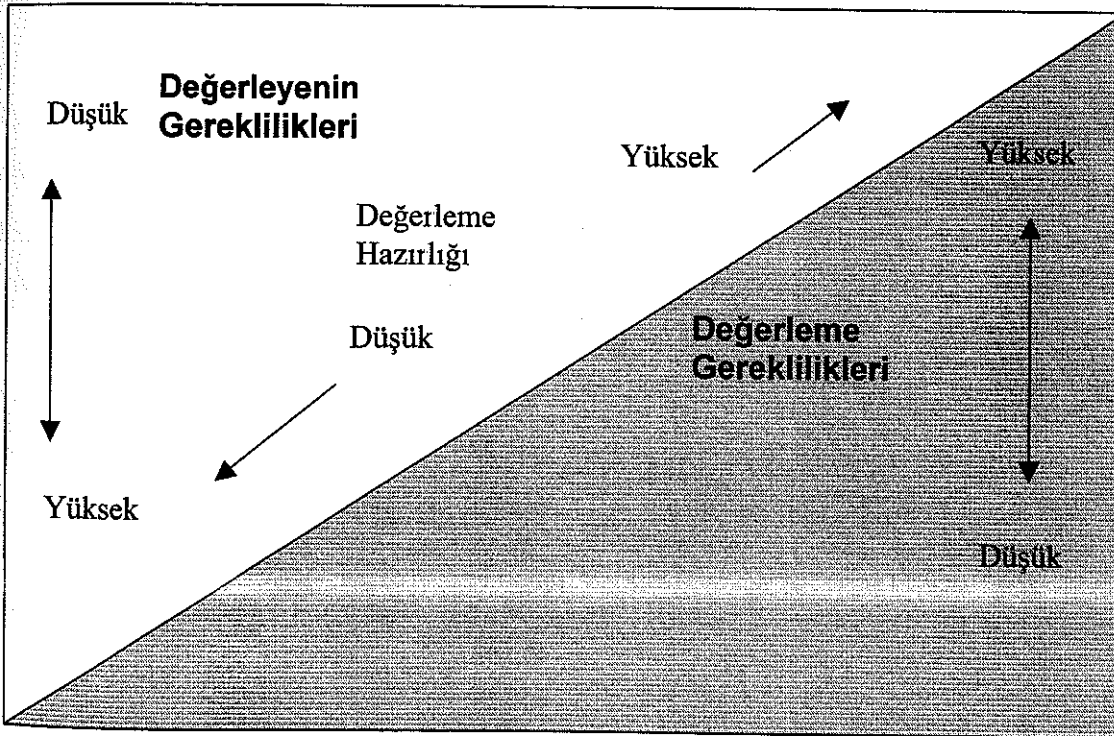 Düşük
Değerleyenin
Gereklilikleri
Yüksek
Yüksek
Değerleme
Hazırlığı
Düşük
Değerleme
Gereklilikleri
Yüksek
Düşük